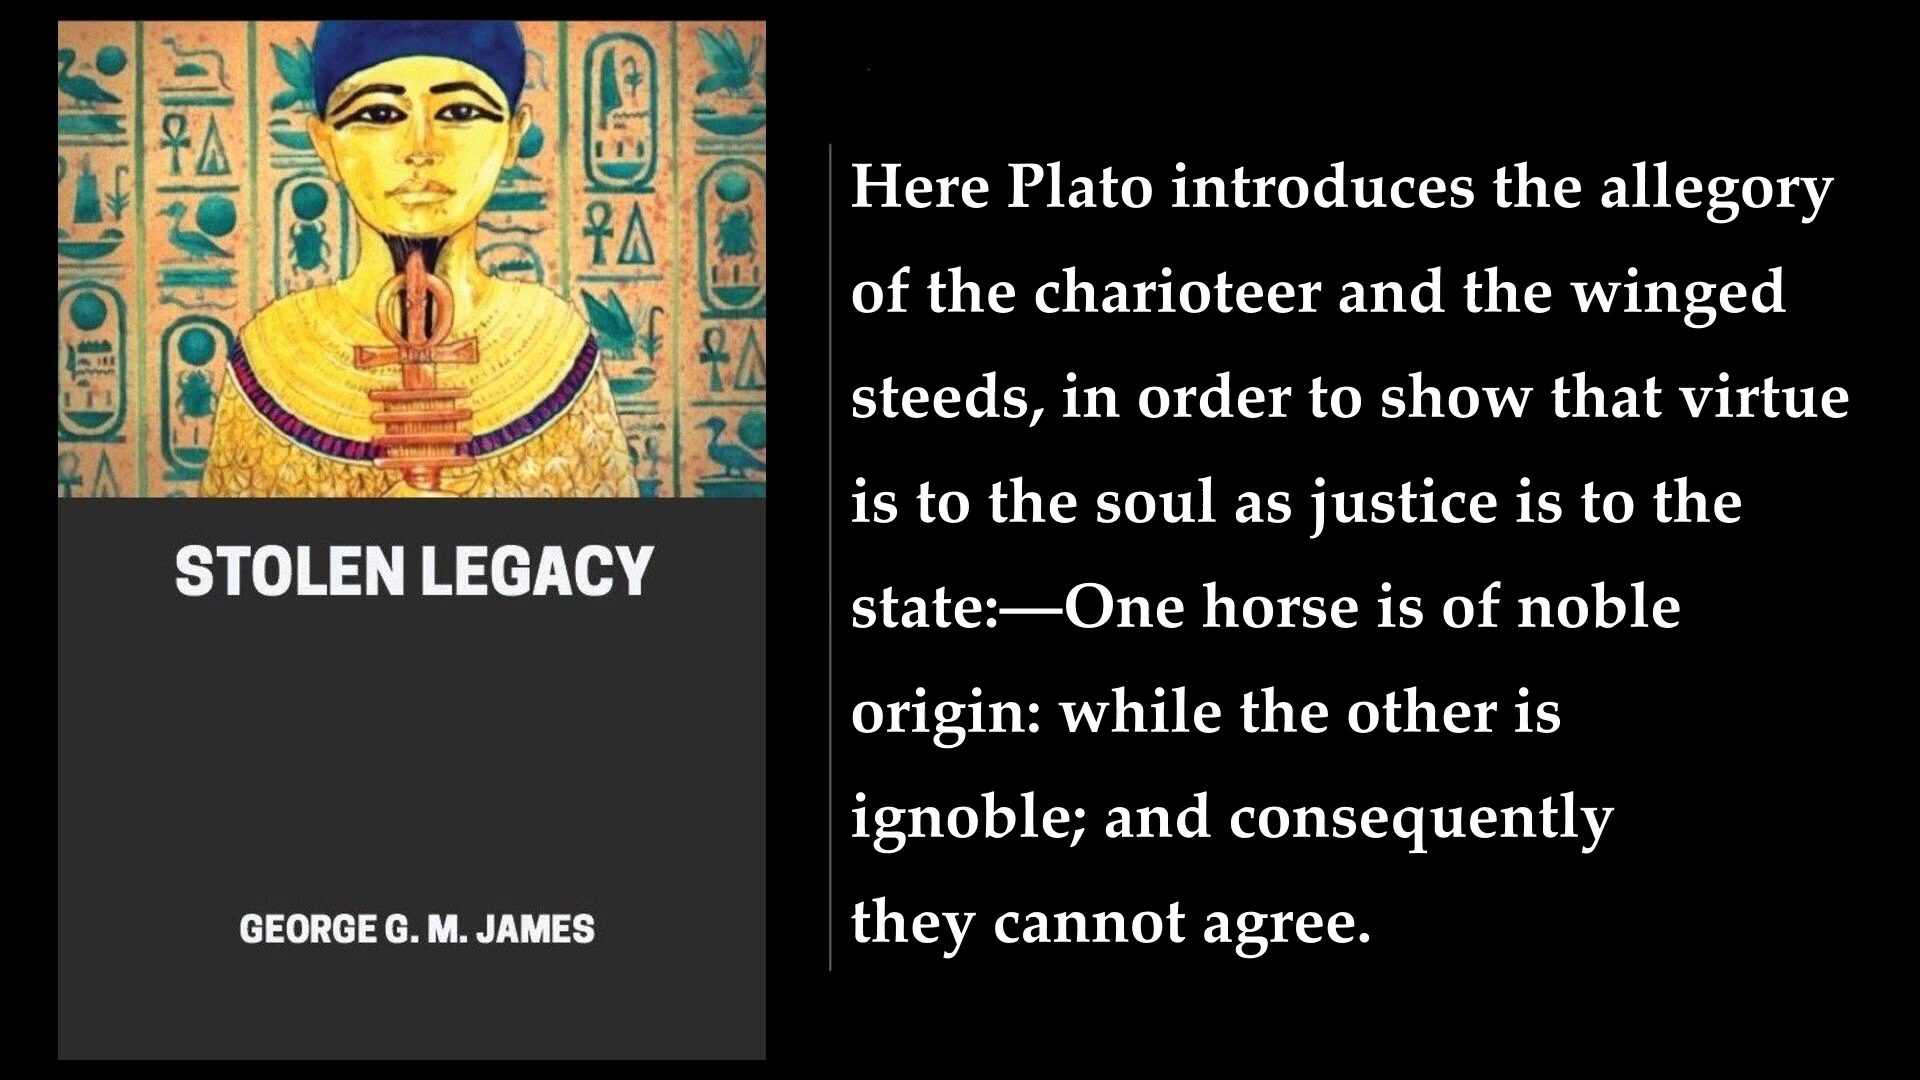 STOLEN LEGACY
GEORGE G. M. JAMES
Here Plato introduces the allegory
of the charioteer and the winged
steeds, in order to show that virtue
is to the soul as justice is to the
state:—One horse is of noble
origin: while the other is
ignoble; and consequently
they cannot agree.